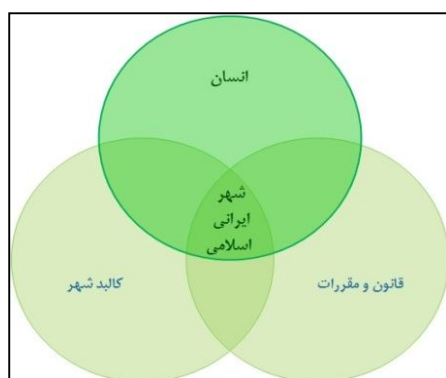 انسان
شهر
ایرانی
اسلامی
قانون و مقررات
کالبد شهر